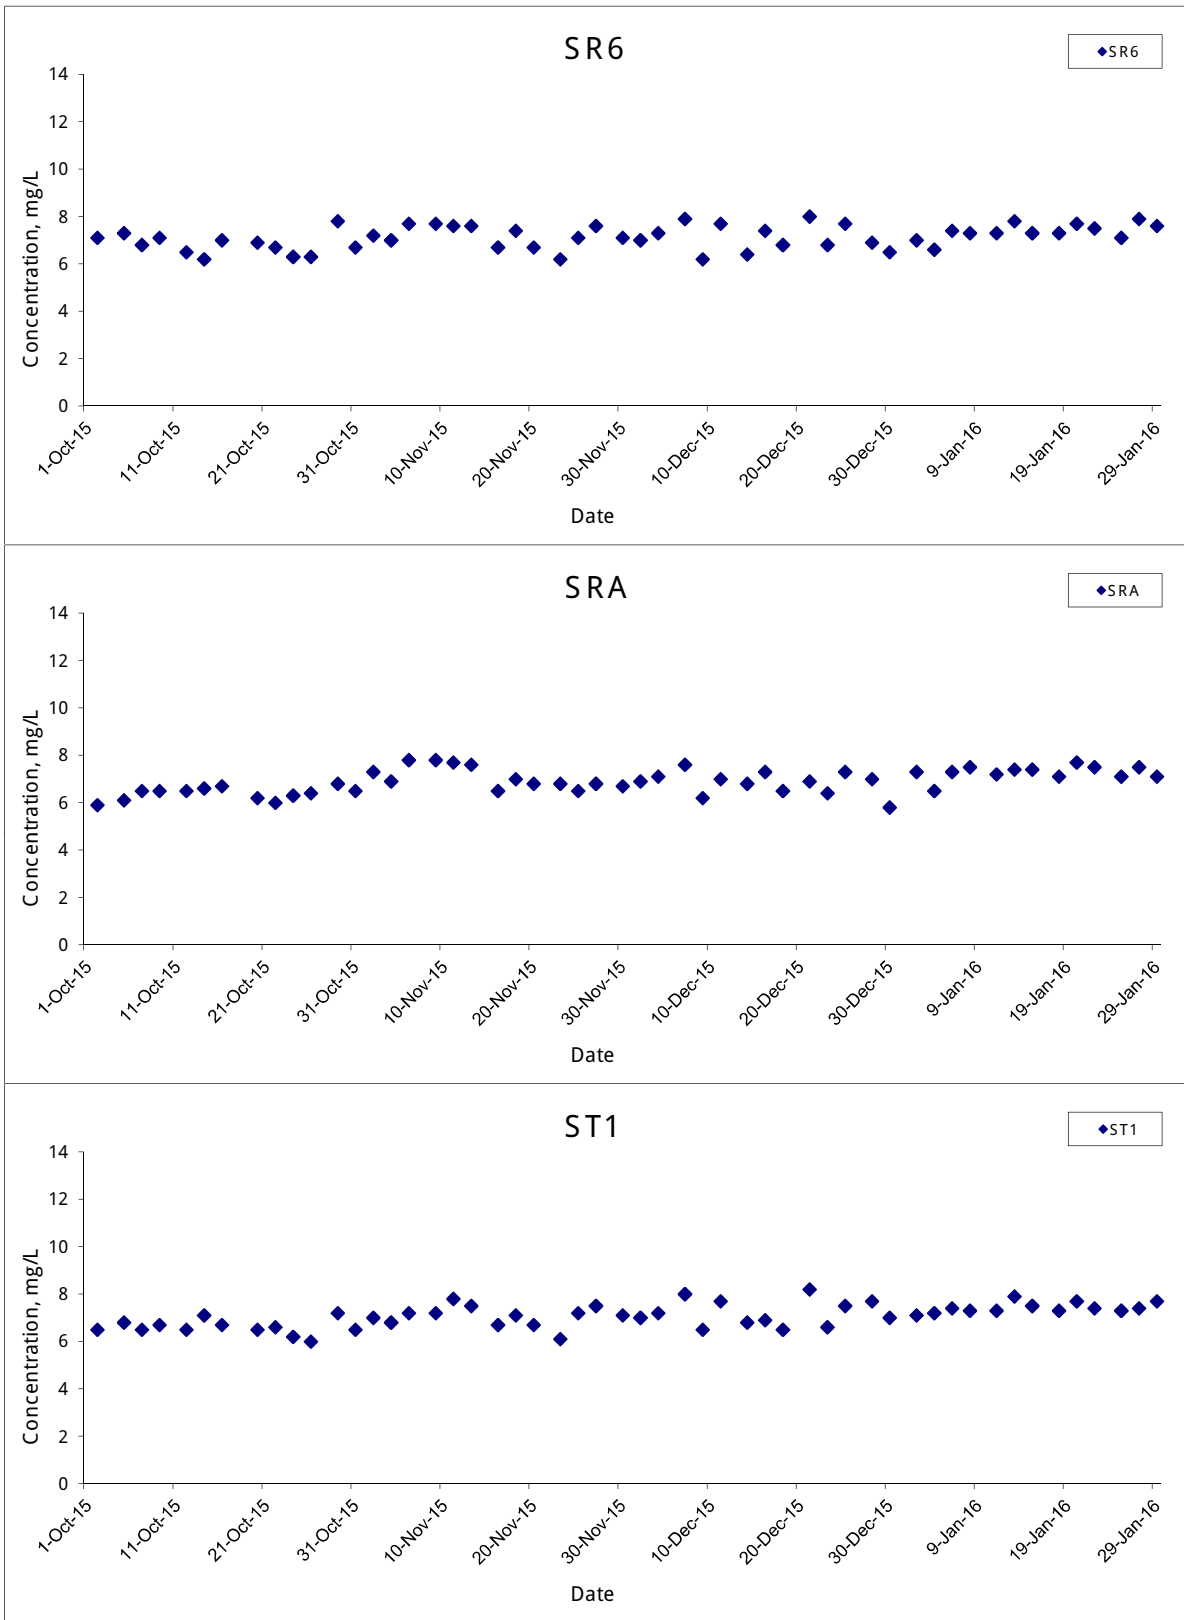 SR6
SR6
14
12
10
8
6
4
2
0
Concentration, mg/L
1-Oct-15
11-Oct-15
21-Oct-15
31-Oct-15
10-Nov-15
20-Nov-15
30-Nov-15
10-Dec-15
20-Dec-15
30-Dec-15
9-Jan-16
19-Jan-16
29-Jan-16
Date
SRA
SRA
14
12
10
8
6
4
2
0
Concentration, mg/L
1-Oct-15
11-Oct-15
21-Oct-15
31-Oct-15
10-Nov-15
20-Nov-15
30-Nov-15
10-Dec-15
20-Dec-15
30-Dec-15
9-Jan-16
19-Jan-16
29-Jan-16
Date
ST1
ST1
14
12
10
8
6
4
2
0
Concentration, mg/L
1-Oct-15
11-Oct-15
21-Oct-15
31-Oct-15
10-Nov-15
20-Nov-15
30-Nov-15
10-Dec-15
20-Dec-15
30-Dec-15
9-Jan-16
19-Jan-16
29-Jan-16
Date